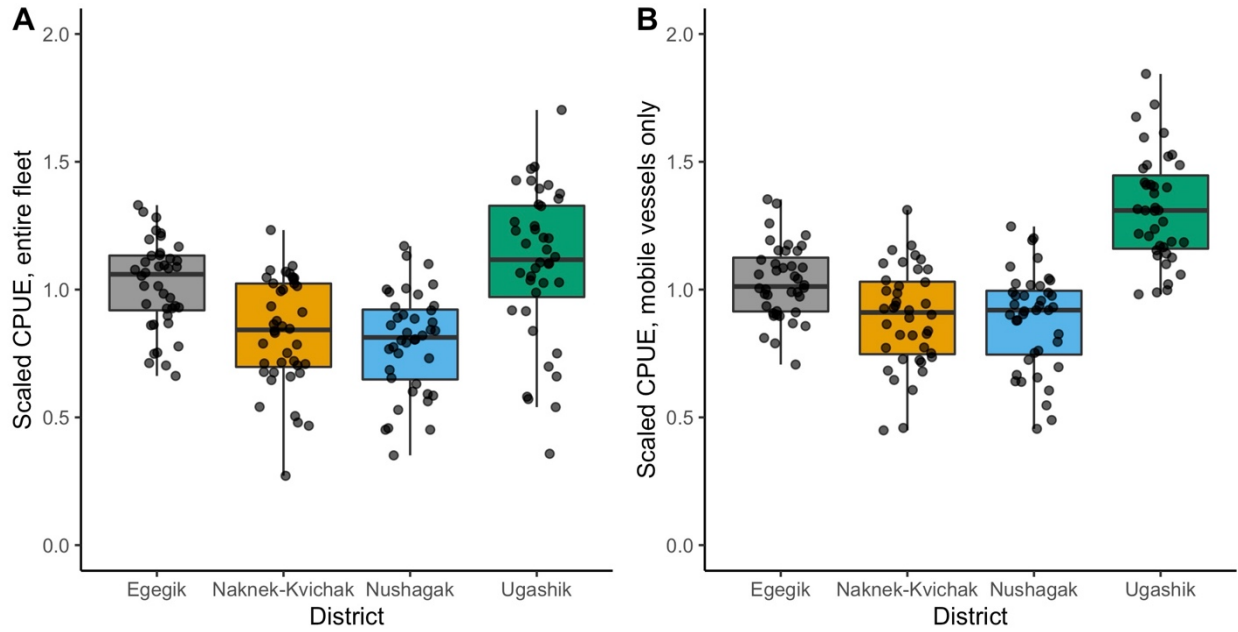 A
Scaled CPUE, entire fleet
2.0
1.5
1.0
0.5
0.0
Egegik Naknek-Kvichak Nushagak Ugashik
District
B
Scaled CPUE, mobile vessels only
2.0
1.5
1.0
0.5
0.0
Egegik Naknek-Kvichak Nushagak Ugashik
District